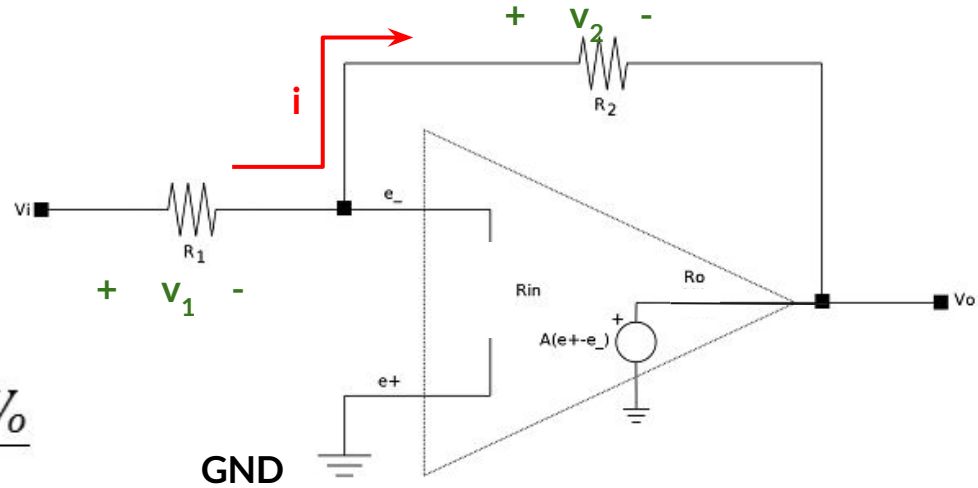 + v2 -
i
R2
Vi
e_
R1
+ v1 -
Rin
Ro
Vo
+
A(e+-e_)
e+
Vo
GND